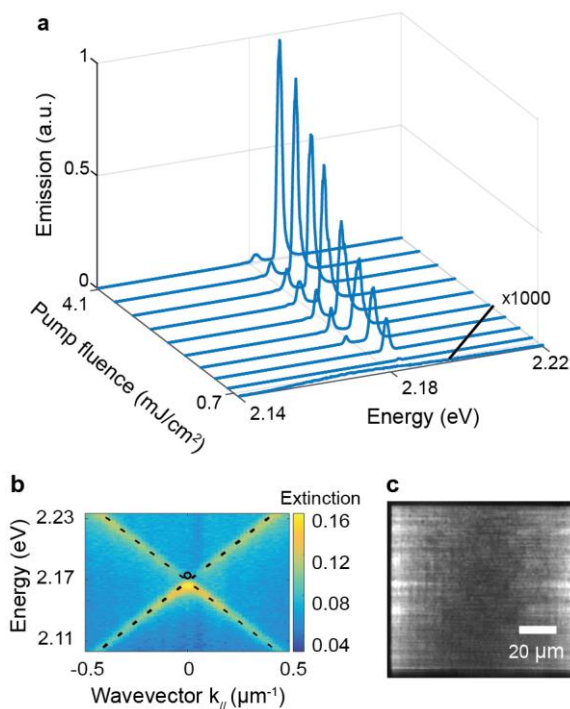 a
1
Emission (a.u.)
0.5
0
4.1
Pump fluence (mJ/cm²)
0.7
2.14
2.18
2.22
Energy (eV)
x1000
b
Extinction
2.23
2.17
2.11
Energy (eV)
0.16
0.12
0.08
0.04
-0.5
0
0.5
Wavevector k// (µm⁻¹)
c
20 µm